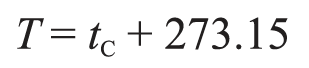 T = t_C + 273.15